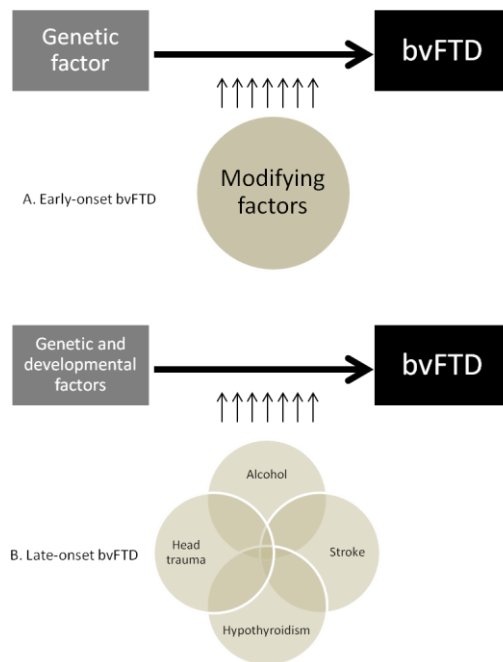 Genetic
factor
bvFTD
Modifying
factors
A. Early-onset bvFTD
Genetic and
developmental
factors
bvFTD
Alcohol
Head
trauma
Stroke
B. Late-onset bvFTD
Hypothyroidism